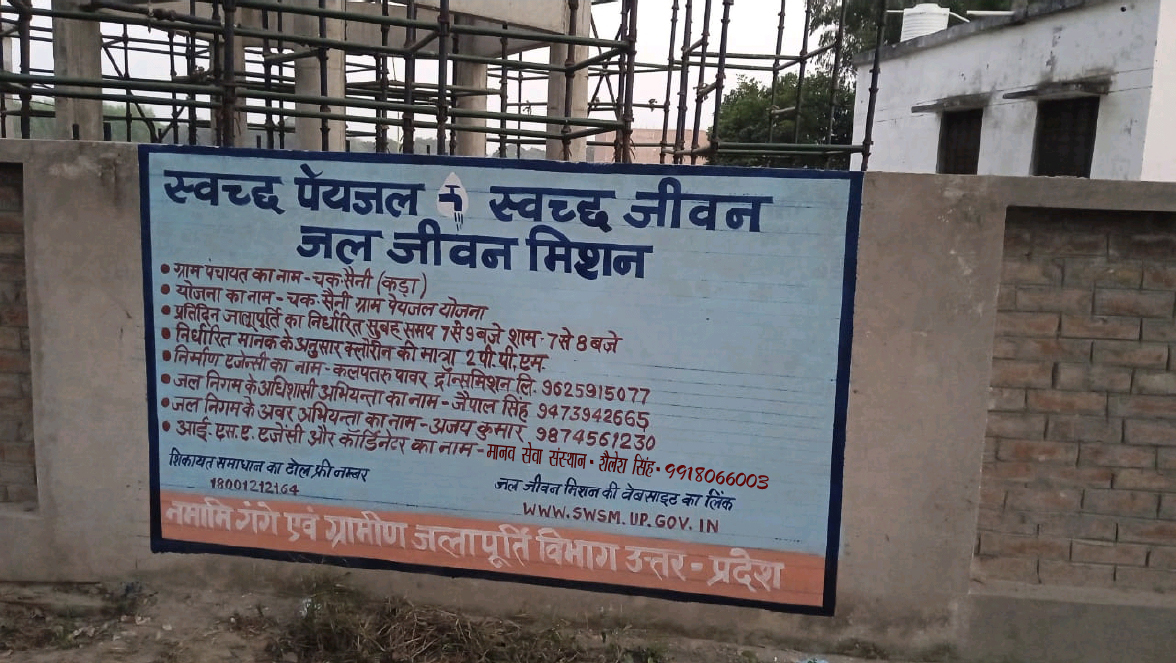 स्वच्छ पेयजल स्वच्छ जीवन
जल जीवन मिशन
• ग्राम पंचायत का नाम - चक सैनी (कड़ा)
• योजना का नाम - चक सैनी ग्राम पेयजल योजना
• प्रतिदिन जालापूर्ति का निर्धारित सुबह समय 7 से 9 बजे शाम - 7 से 8 बजे
• निर्धारित मानक के अनुसार क्लोरीन की मात्रा 2 पी.पी.एम.
• निर्माण एजेन्सी का नाम - कलपतरु पावर ट्रॉन्समिशन लि. 9625915077
• जल निगम के अधिशासी अभियन्ता का नाम - जैपाल सिंह 9473942665
• जल निगम के अवर अभियन्ता का नाम - अजय कुमार 9874561230
• आई. एस. ए. एजेंसी और कार्डिनेटर का नाम - मानव सेवा संस्थान - शैलेश सिंह - 9918066003
शिकायत समाधान का टोल फ्री नम्बर
18001212164
जल जीवन मिशन की वेबसाइट का लिंक
WWW.SWSM.UP.GOV.IN
नमामि गंगे एवं ग्रामीण जलापूर्ति विभाग उत्तर - प्रदेश